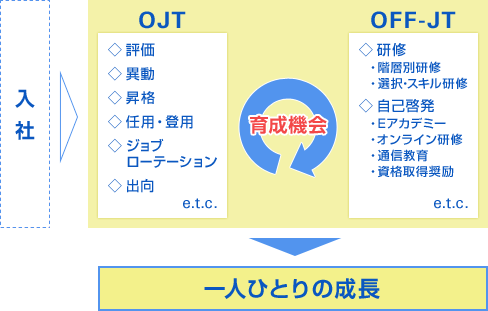 入
社
OJT
◇ 評価
◇ 異動
◇ 昇格
◇ 任用・登用
◇ ジョブ
ローテーション
◇ 出向
e.t.c.
育成機会
OFF-JT
◇ 研修
・階層別研修
・選択・スキル研修
◇ 自己啓発
・Eアカデミー
・オンライン研修
・通信教育
・資格取得奨励
e.t.c.
一人ひとりの成長